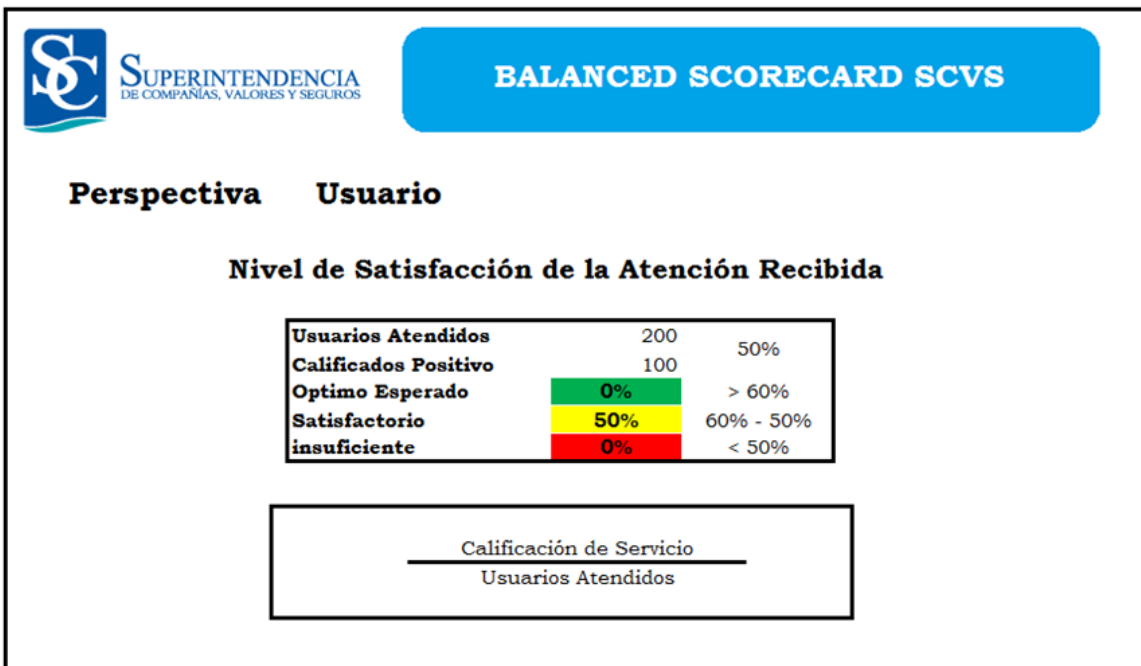 SC
SUPERINTENDENCIA
DE COMPAÑÍAS, VALORES Y SEGUROS
BALANCED SCORECARD SCVS
Perspectiva Usuario
Nivel de Satisfacción de la Atención Recibida
Usuarios Atendidos 200
50%
Calificados Positivo 100
Optimo Esperado 0% > 60%
Satisfactorio 50% 60% - 50%
insuficiente 0% < 50%
Calificación de Servicio
Usuarios Atendidos